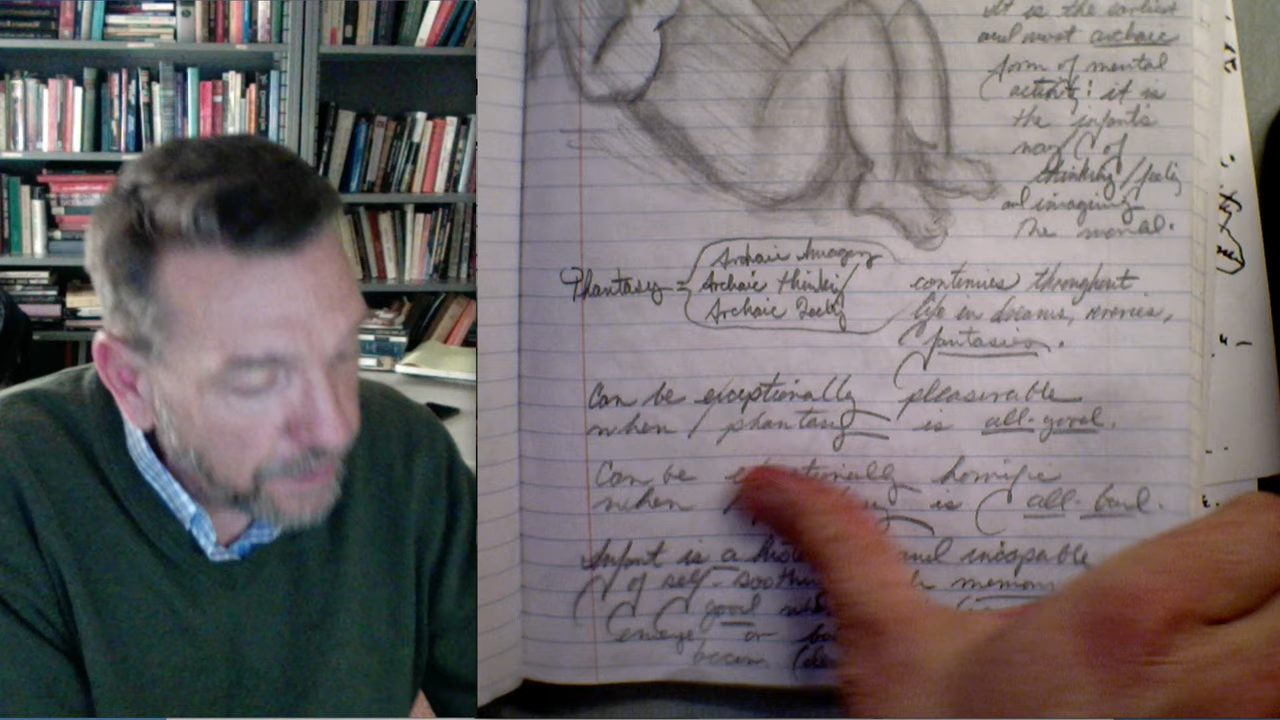 it is the earliest
and most archaic
form of mental
activity: it is
the infant's
way of
thinking/feeling
and imagining
the world.
Phantasy = Archaic Imagery
Archaic thinking
Archaic Feeling
continues throughout
life in dreams, reveries,
fantasies.
Can be exceptionally pleasurable
when phantasy is all-good.
Can be horrific
when is all-bad.
Infant is a and incapable
of self-soothing memory
good
emerge or